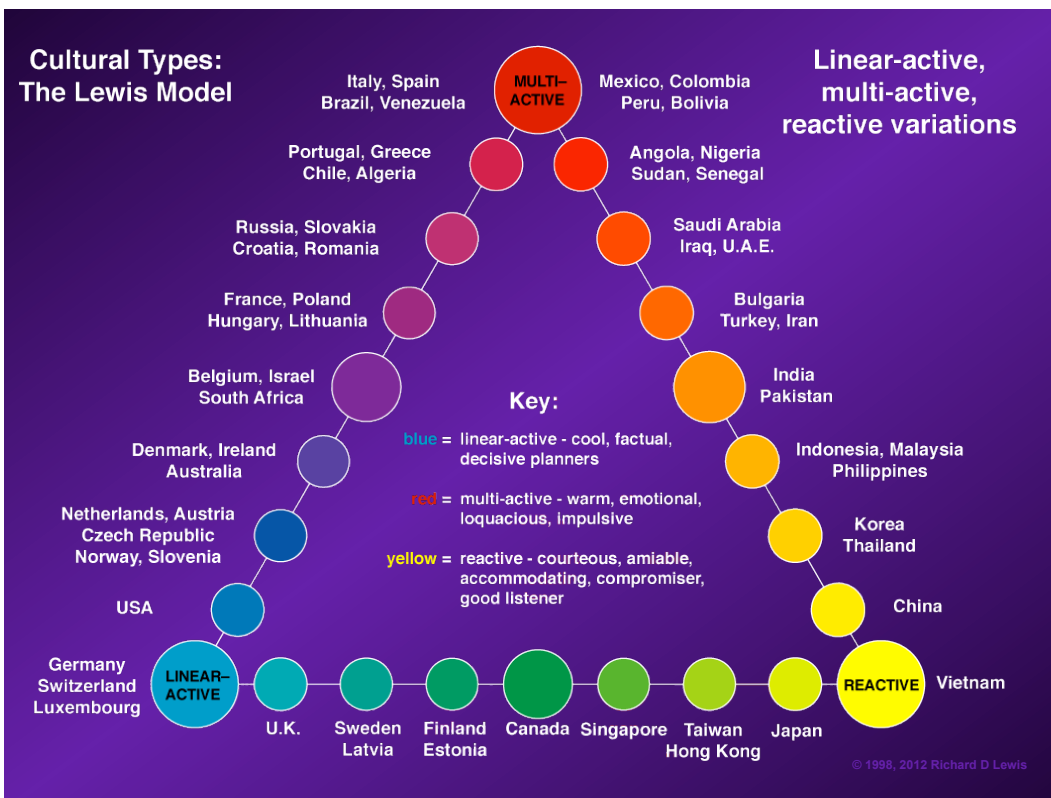 Cultural Types:
The Lewis Model
Linear-active,
multi-active,
reactive variations
MULTI–
ACTIVE
Italy, Spain
Brazil, Venezuela
Mexico, Colombia
Peru, Bolivia
Portugal, Greece
Chile, Algeria
Angola, Nigeria
Sudan, Senegal
Russia, Slovakia
Croatia, Romania
Saudi Arabia
Iraq, U.A.E.
France, Poland
Hungary, Lithuania
Bulgaria
Turkey, Iran
Belgium, Israel
South Africa
India
Pakistan
Denmark, Ireland
Australia
Indonesia, Malaysia
Philippines
Netherlands, Austria
Czech Republic
Norway, Slovenia
Korea
Thailand
USA
China
Key:
blue = linear-active - cool, factual,
decisive planners
red = multi-active - warm, emotional,
loquacious, impulsive
yellow = reactive - courteous, amiable,
accommodating, compromiser,
good listener
Germany
Switzerland
Luxembourg
LINEAR–
ACTIVE
REACTIVE
Vietnam
U.K.
Sweden
Latvia
Finland
Estonia
Canada
Singapore
Taiwan
Hong Kong
Japan
© 1998, 2012 Richard D Lewis